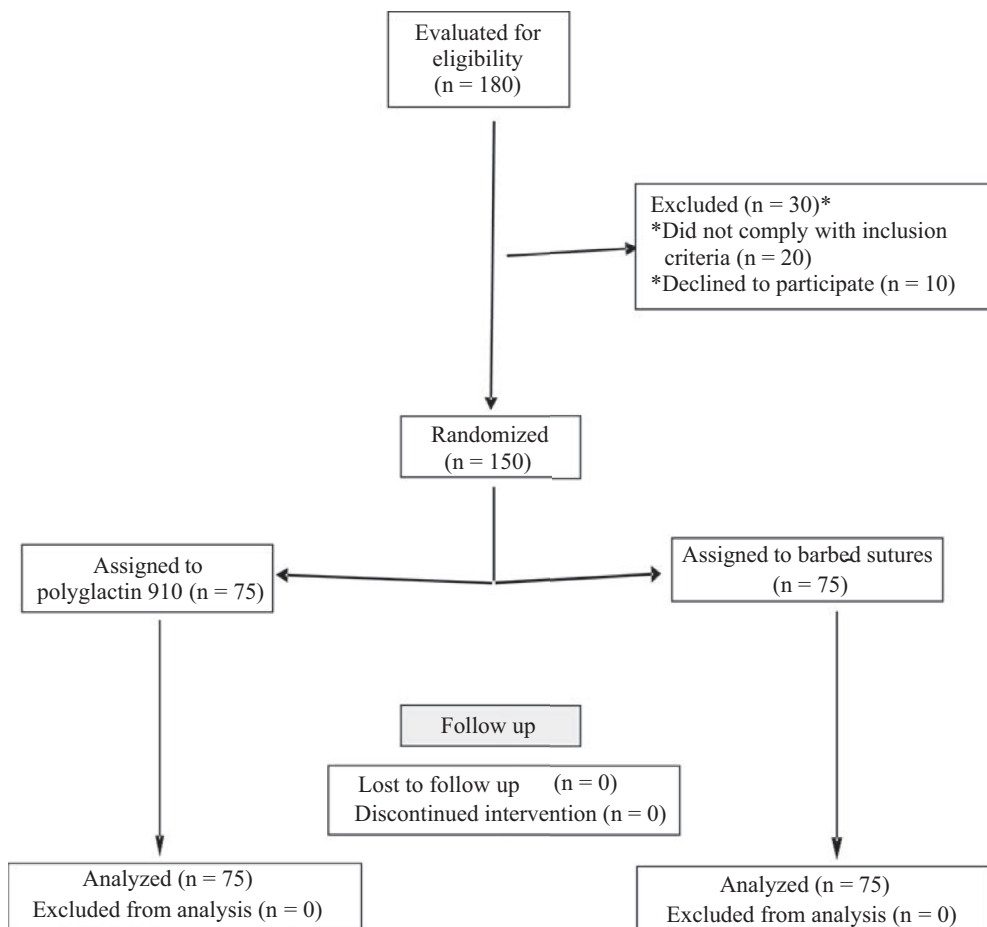 Evaluated for
eligibility
(n = 180)
Excluded (n = 30)*
*Did not comply with inclusion
criteria (n = 20)
*Declined to participate (n = 10)
Randomized
(n = 150)
Assigned to
polyglactin 910 (n = 75)
Assigned to barbed sutures
(n = 75)
Follow up
Lost to follow up (n = 0)
Discontinued intervention (n = 0)
Analyzed (n = 75)
Excluded from analysis (n = 0)
Analyzed (n = 75)
Excluded from analysis (n = 0)